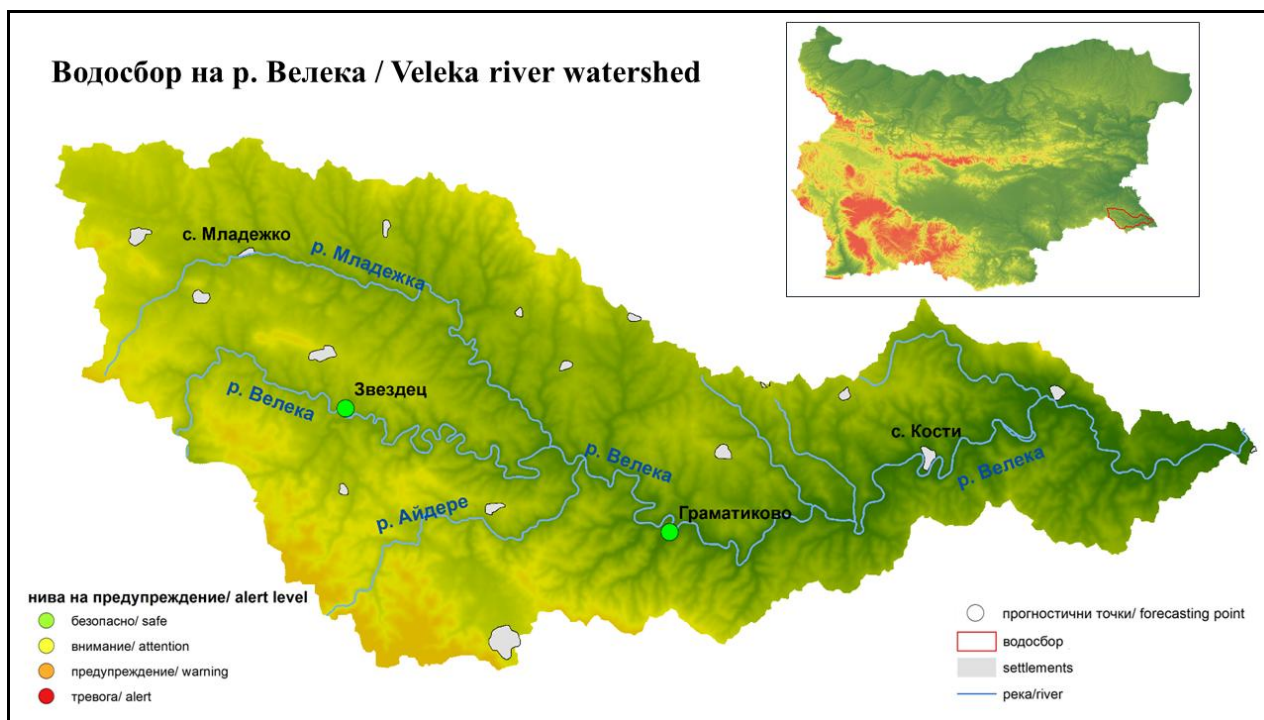 Водосбор на р. Велека / Veleka river watershed
с. Младежко
р. Младежка
Звездец
р. Велека
р. Велека
с. Кости
р. Велека
р. Айдере
Граматиково
нива на предупреждение/ alert level
безопасно/ safe
внимание/ attention
предупреждение/ warning
тревога/ alert
прогностични точки/ forecasting point
водосбор
settlements
река/river